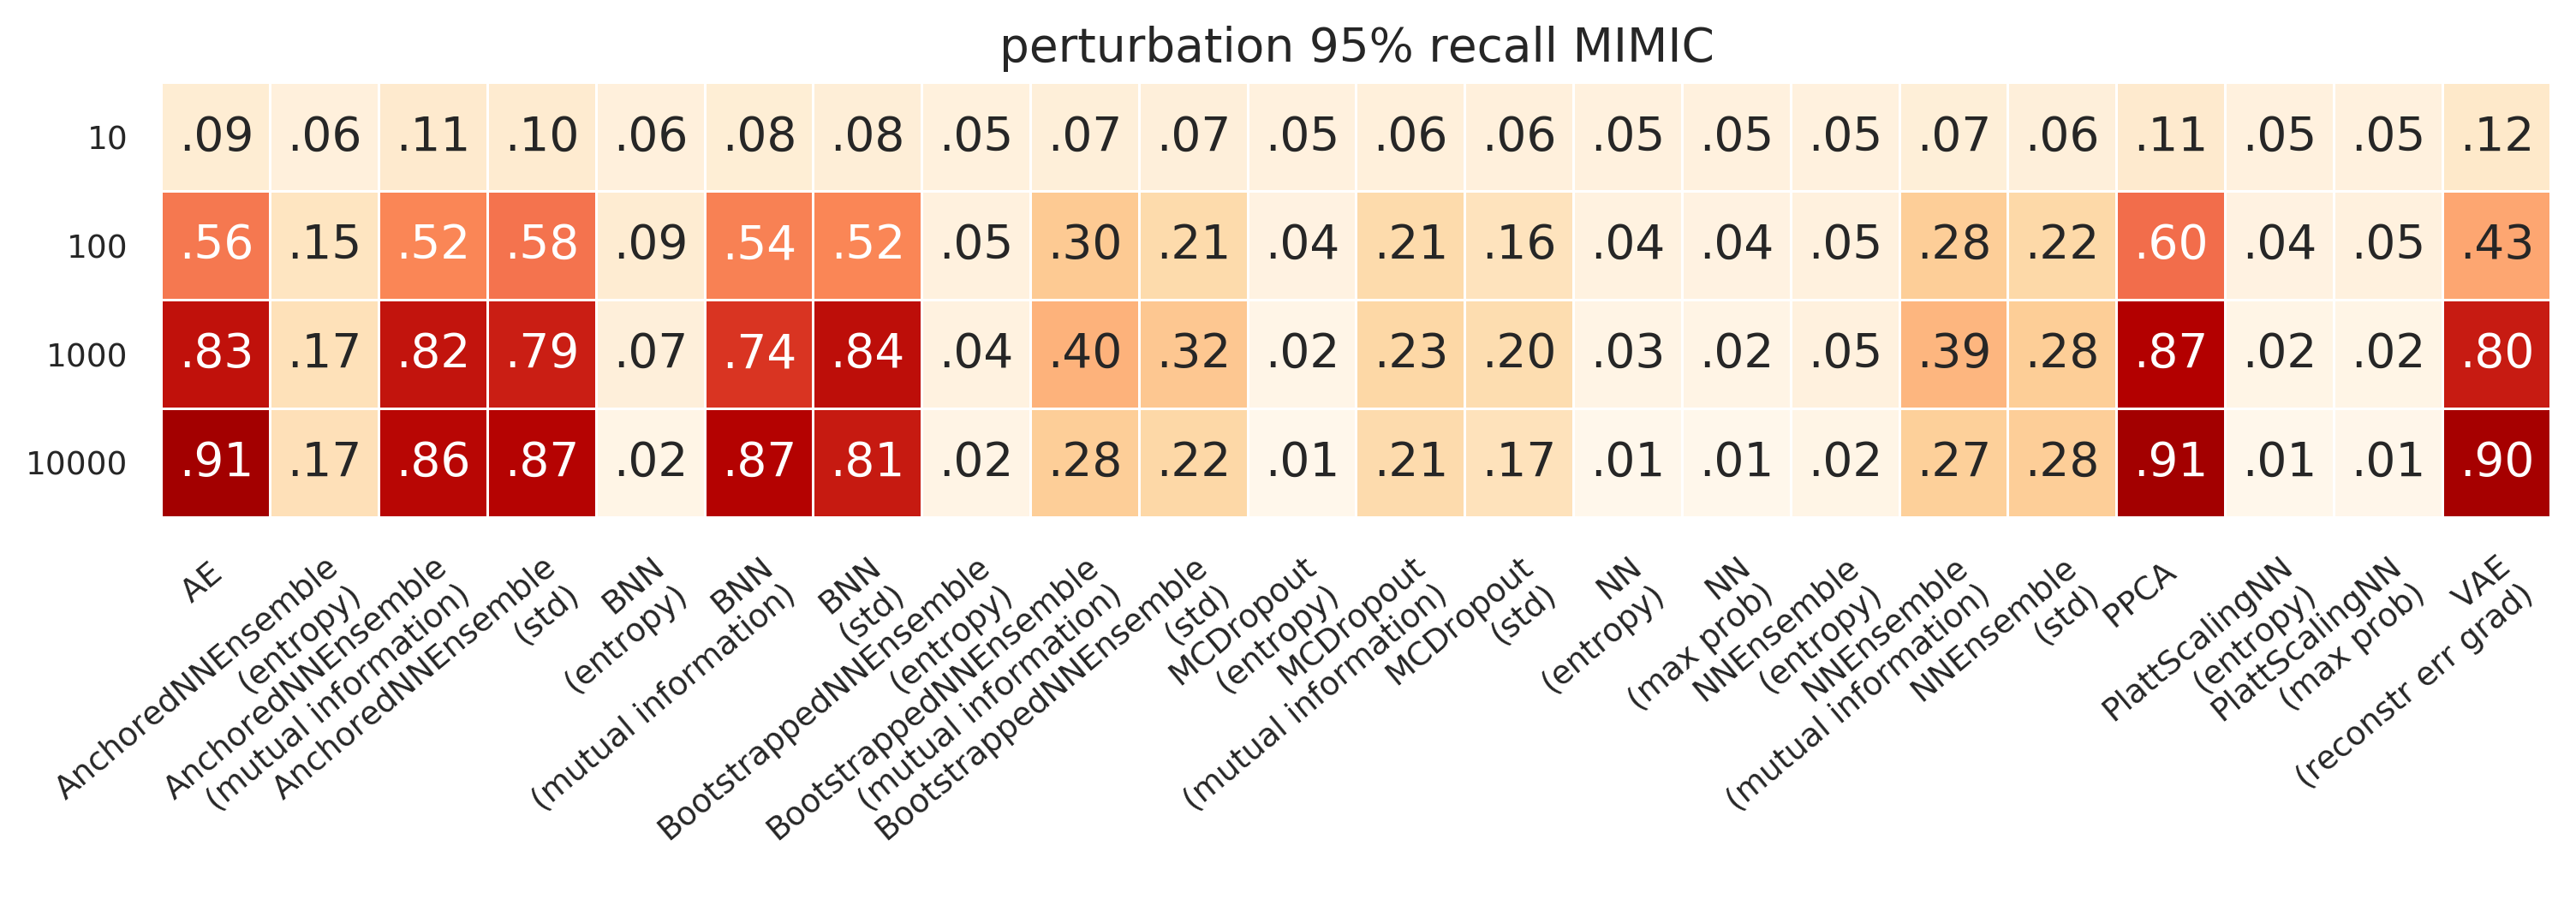 perturbation 95% recall MIMIC
10 .09 .06 .11 .10 .06 .08 .08 .05 .07 .07 .05 .06 .06 .05 .05 .05 .07 .06 .11 .05 .05 .12
100 .56 .15 .52 .58 .09 .54 .52 .05 .30 .21 .04 .21 .16 .04 .04 .05 .28 .22 .60 .04 .05 .43
1000 .83 .17 .82 .79 .07 .74 .84 .04 .40 .32 .02 .23 .20 .03 .02 .05 .39 .28 .87 .02 .02 .80
10000 .91 .17 .86 .87 .02 .87 .81 .02 .28 .22 .01 .21 .17 .01 .01 .02 .27 .28 .91 .01 .01 .90
AE
AnchoredNNEnsemble
(entropy)
AnchoredNNEnsemble
(mutual information)
AnchoredNNEnsemble
(std)
BNN
(entropy)
BNN
(mutual information)
BNN
(std)
BootstrappedNNEnsemble
(entropy)
BootstrappedNNEnsemble
(mutual information)
BootstrappedNNEnsemble
(std)
MCDropout
(entropy)
MCDropout
(mutual information)
MCDropout
(std)
NN
(entropy)
NN
(max prob)
NNEnsemble
(entropy)
NNEnsemble
(mutual information)
NNEnsemble
(std)
PPCA
PlattScalingNN
(entropy)
PlattScalingNN
(max prob)
VAE
(reconstr err grad)